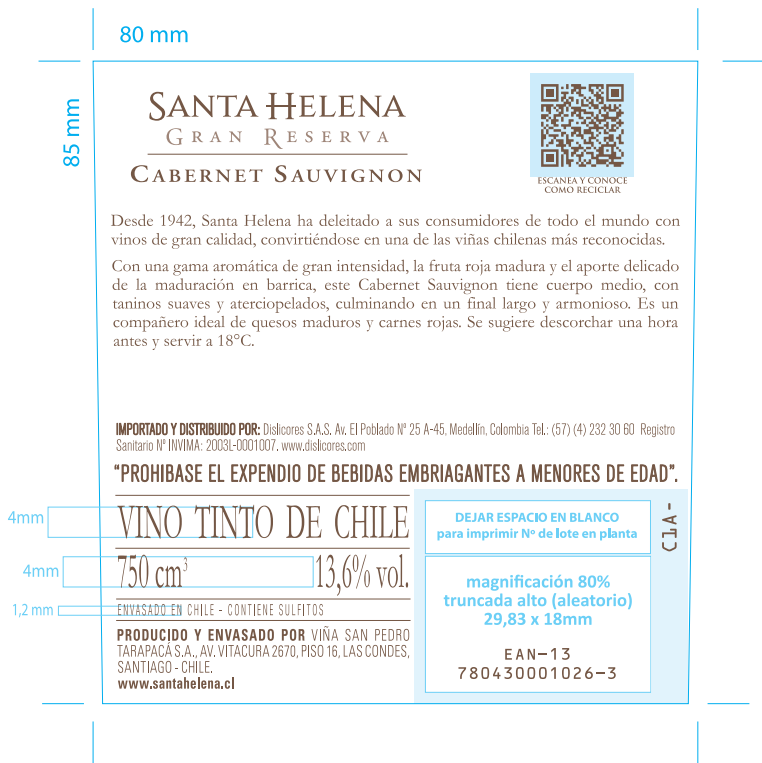 80 mm
85 mm
SANTA HELENA
GRAN RESERVA
CABERNET SAUVIGNON
ESCANEA Y CONOCE
COMO RECICLAR
Desde 1942, Santa Helena ha deleitado a sus consumidores de todo el mundo con
vinos de gran calidad, convirtiéndose en una de las viñas chilenas más reconocidas.
Con una gama aromática de gran intensidad, la fruta roja madura y el aporte delicado
de la maduración en barrica, este Cabernet Sauvignon tiene cuerpo medio, con
taninos suaves y aterciopelados, culminando en un final largo y armonioso. Es un
compañero ideal de quesos maduros y carnes rojas. Se sugiere descorchar una hora
antes y servir a 18°C.
IMPORTADO Y DISTRIBUIDO POR: Dislicores S.A.S. Av. El Poblado Nº 25 A-45, Medellín, Colombia Tel.: (57) (4) 232 30 60 Registro
Sanitario Nº INVIMA: 2003L-0001007. www.dislicores.com
“PROHIBASE EL EXPENDIO DE BEBIDAS EMBRIAGANTES A MENORES DE EDAD”.
4mm
VINO TINTO DE CHILE
4mm
750 cm³ 13,6% vol.
1,2 mm
ENVASADO EN CHILE - CONTIENE SULFITOS
PRODUCIDO Y ENVASADO POR VIÑA SAN PEDRO
TARAPACÁ S.A., AV. VITACURA 2670, PISO 16, LAS CONDES,
SANTIAGO - CHILE.
www.santahelena.cl
DEJAR ESPACIO EN BLANCO
para imprimir Nº de lote en planta
C1A-
magnificación 80%
truncada alto (aleatorio)
29,83 x 18mm
EAN-13
780430001026-3